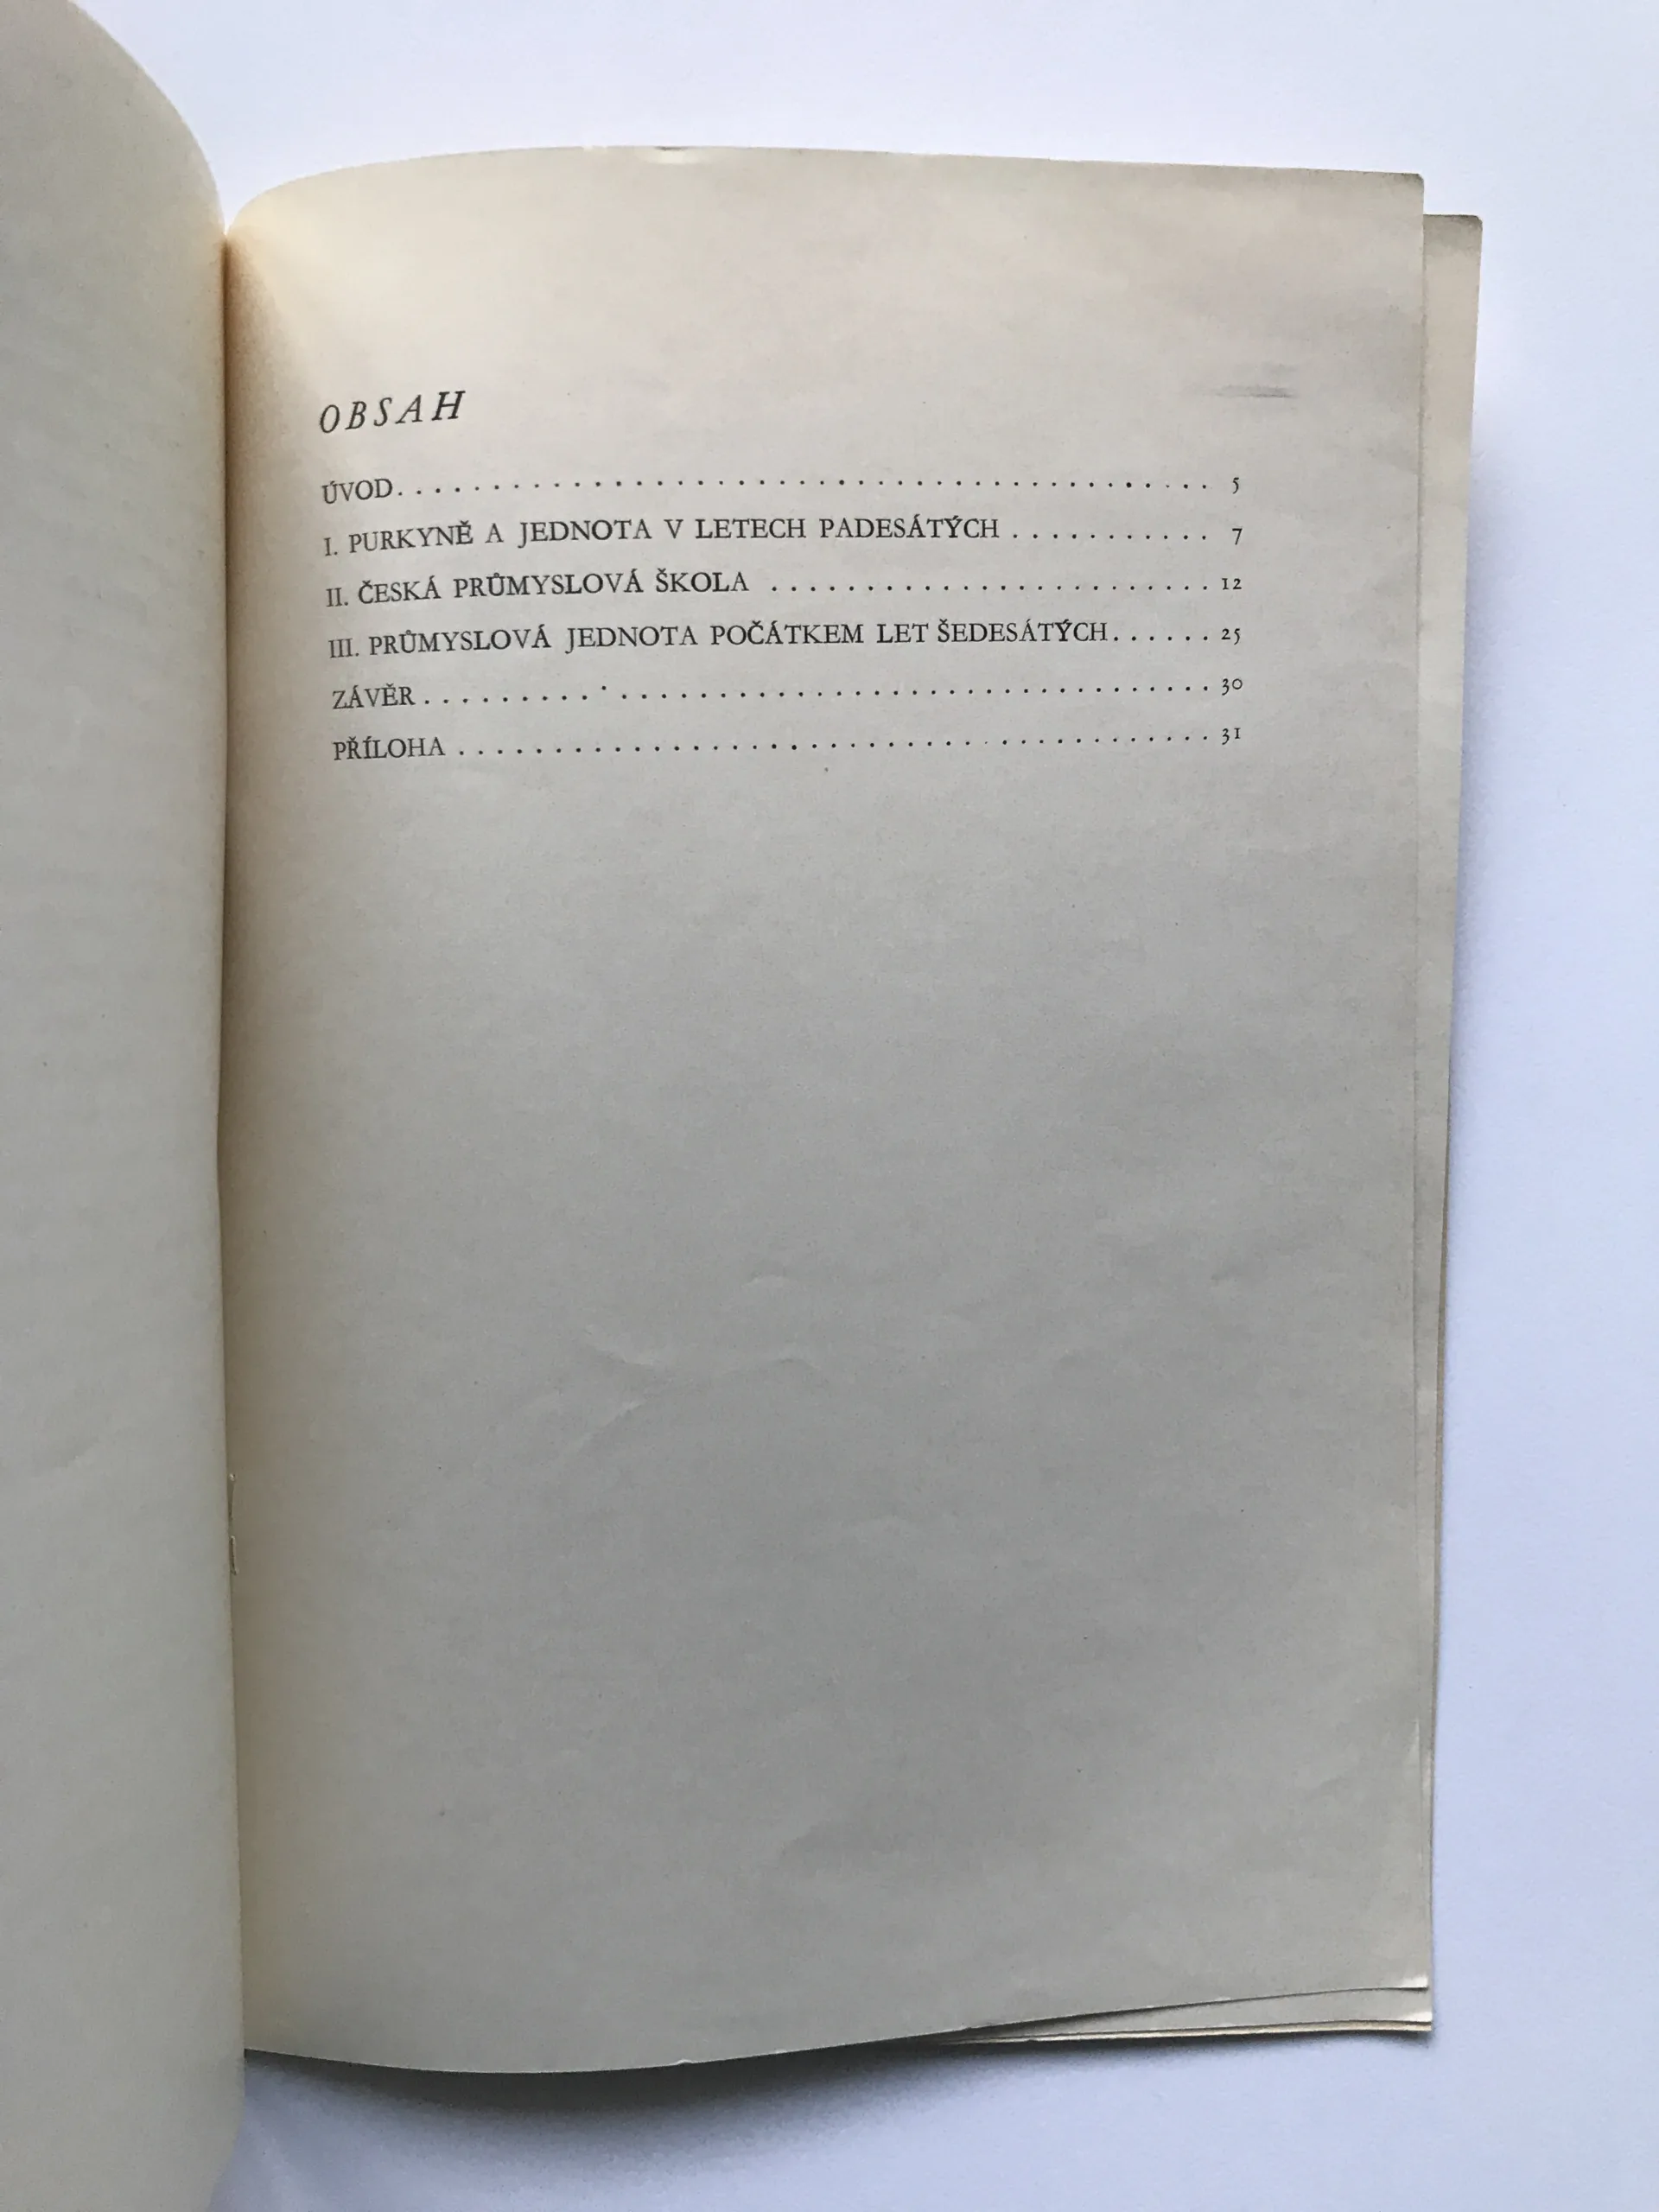 OBSAH
ÚVOD. . . . . . . . . . . . . . . . . . . . . . . . . . . . . . . . . . . . . . . . . . 5
I. PURKYNĚ A JEDNOTA V LETECH PADESÁTÝCH . . . . . . . . . . . 7
II. ČESKÁ PRŮMYSLOVÁ ŠKOLA . . . . . . . . . . . . . . . . . . . . . . . 12
III. PRŮMYSLOVÁ JEDNOTA POČÁTKEM LET ŠEDESÁTÝCH. . . . . . 25
ZÁVĚR . . . . . . . . . . . . . . . . . . . . . . . . . . . . . . . . . . . . . . . . . 30
PŘÍLOHA . . . . . . . . . . . . . . . . . . . . . . . . . . . . . . . . . . . . . . . 31